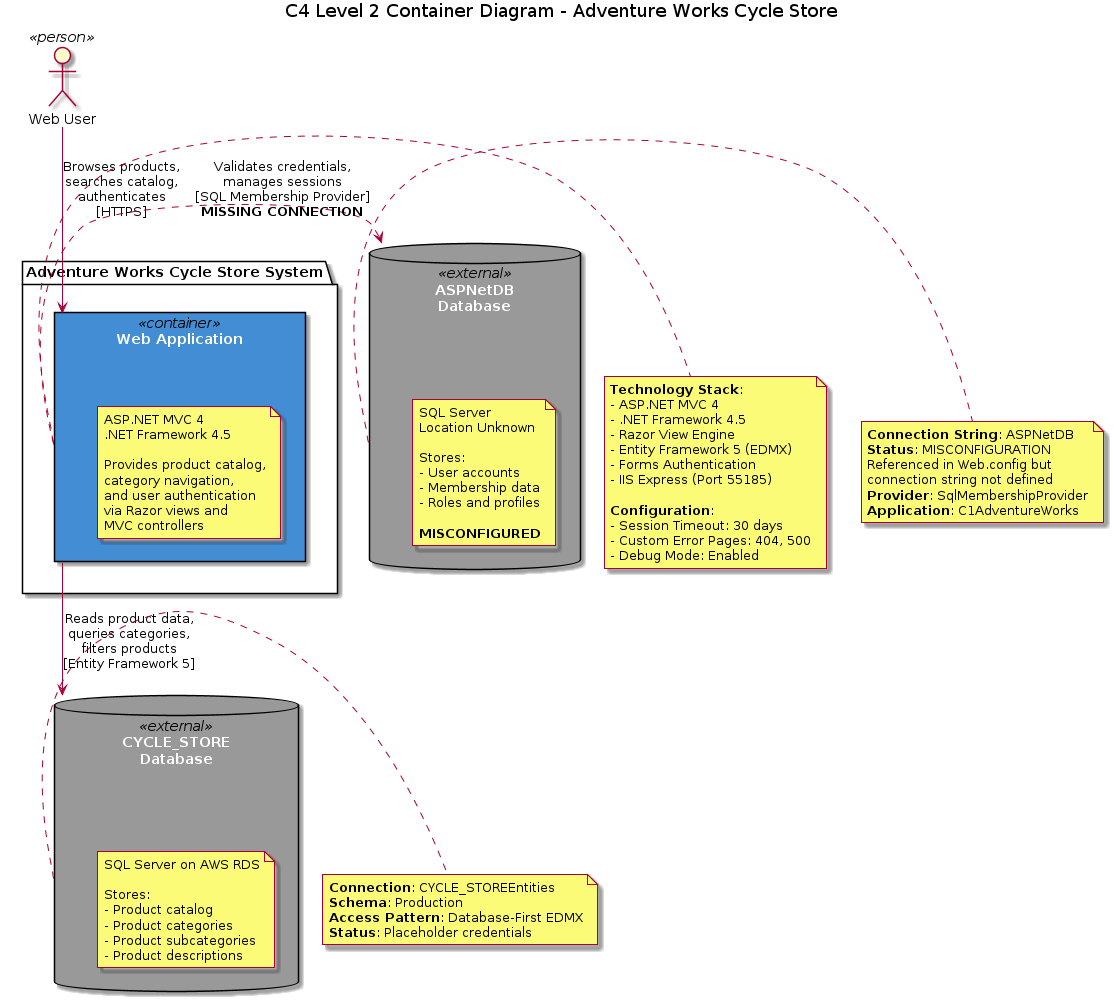 C4 Level 2 Container Diagram - Adventure Works Cycle Store
«person»
Web User
Browses products,
searches catalog,
authenticates
[HTTPS]
Validates credentials,
manages sessions
[SQL Membership Provider]
MISSING CONNECTION
Adventure Works Cycle Store System
«container»
Web Application
ASP.NET MVC 4
.NET Framework 4.5
Provides product catalog,
category navigation,
and user authentication
via Razor views and
MVC controllers
«external»
ASPNetDB
Database
SQL Server
Location Unknown
Stores:
- User accounts
- Membership data
- Roles and profiles
MISCONFIGURED
Technology Stack:
- ASP.NET MVC 4
- .NET Framework 4.5
- Razor View Engine
- Entity Framework 5 (EDMX)
- Forms Authentication
- IIS Express (Port 55185)
Configuration:
- Session Timeout: 30 days
- Custom Error Pages: 404, 500
- Debug Mode: Enabled
Connection String: ASPNetDB
Status: MISCONFIGURATION
Referenced in Web.config but
connection string not defined
Provider: SqlMembershipProvider
Application: C1AdventureWorks
Reads product data,
queries categories,
filters products
[Entity Framework 5]
«external»
CYCLE_STORE
Database
SQL Server on AWS RDS
Stores:
- Product catalog
- Product categories
- Product subcategories
- Product descriptions
Connection: CYCLE_STOREEntities
Schema: Production
Access Pattern: Database-First EDMX
Status: Placeholder credentials